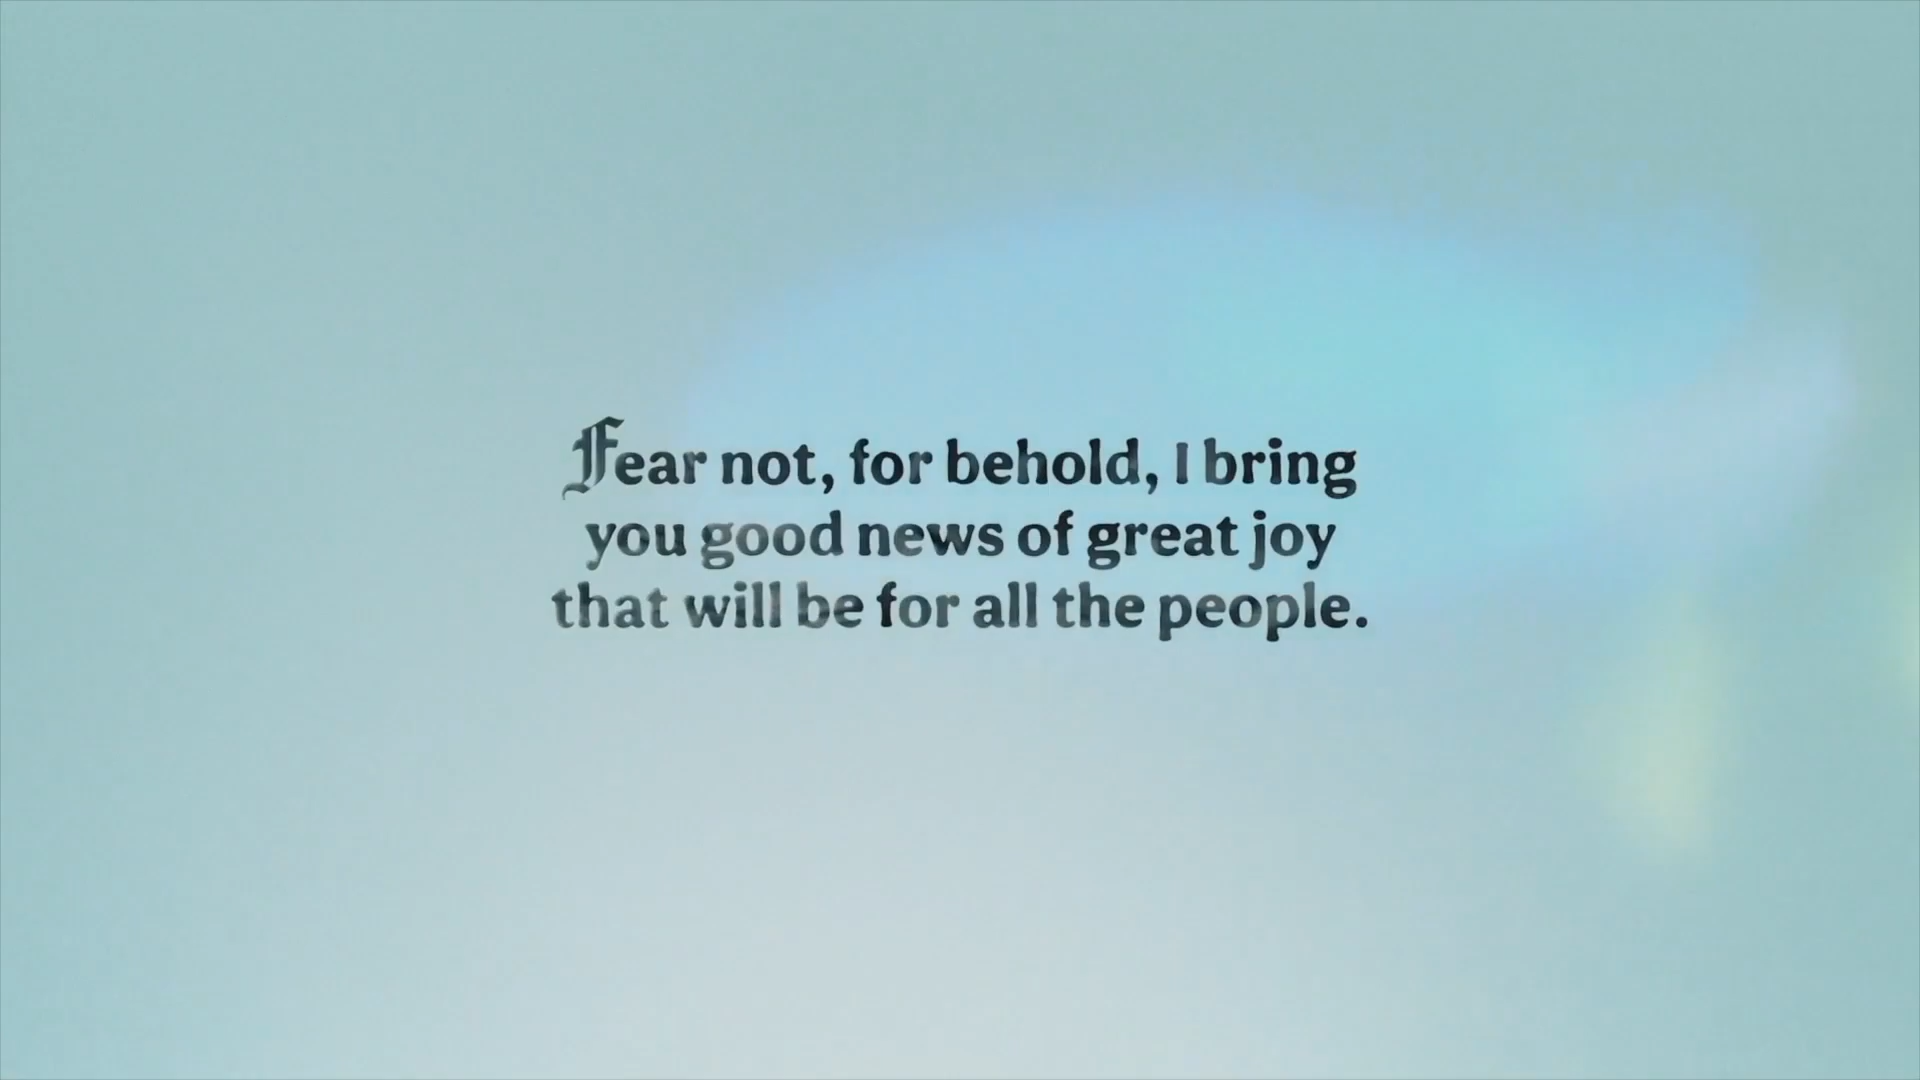 Fear not, for behold, I bring
you good news of great joy
that will be for all the people.